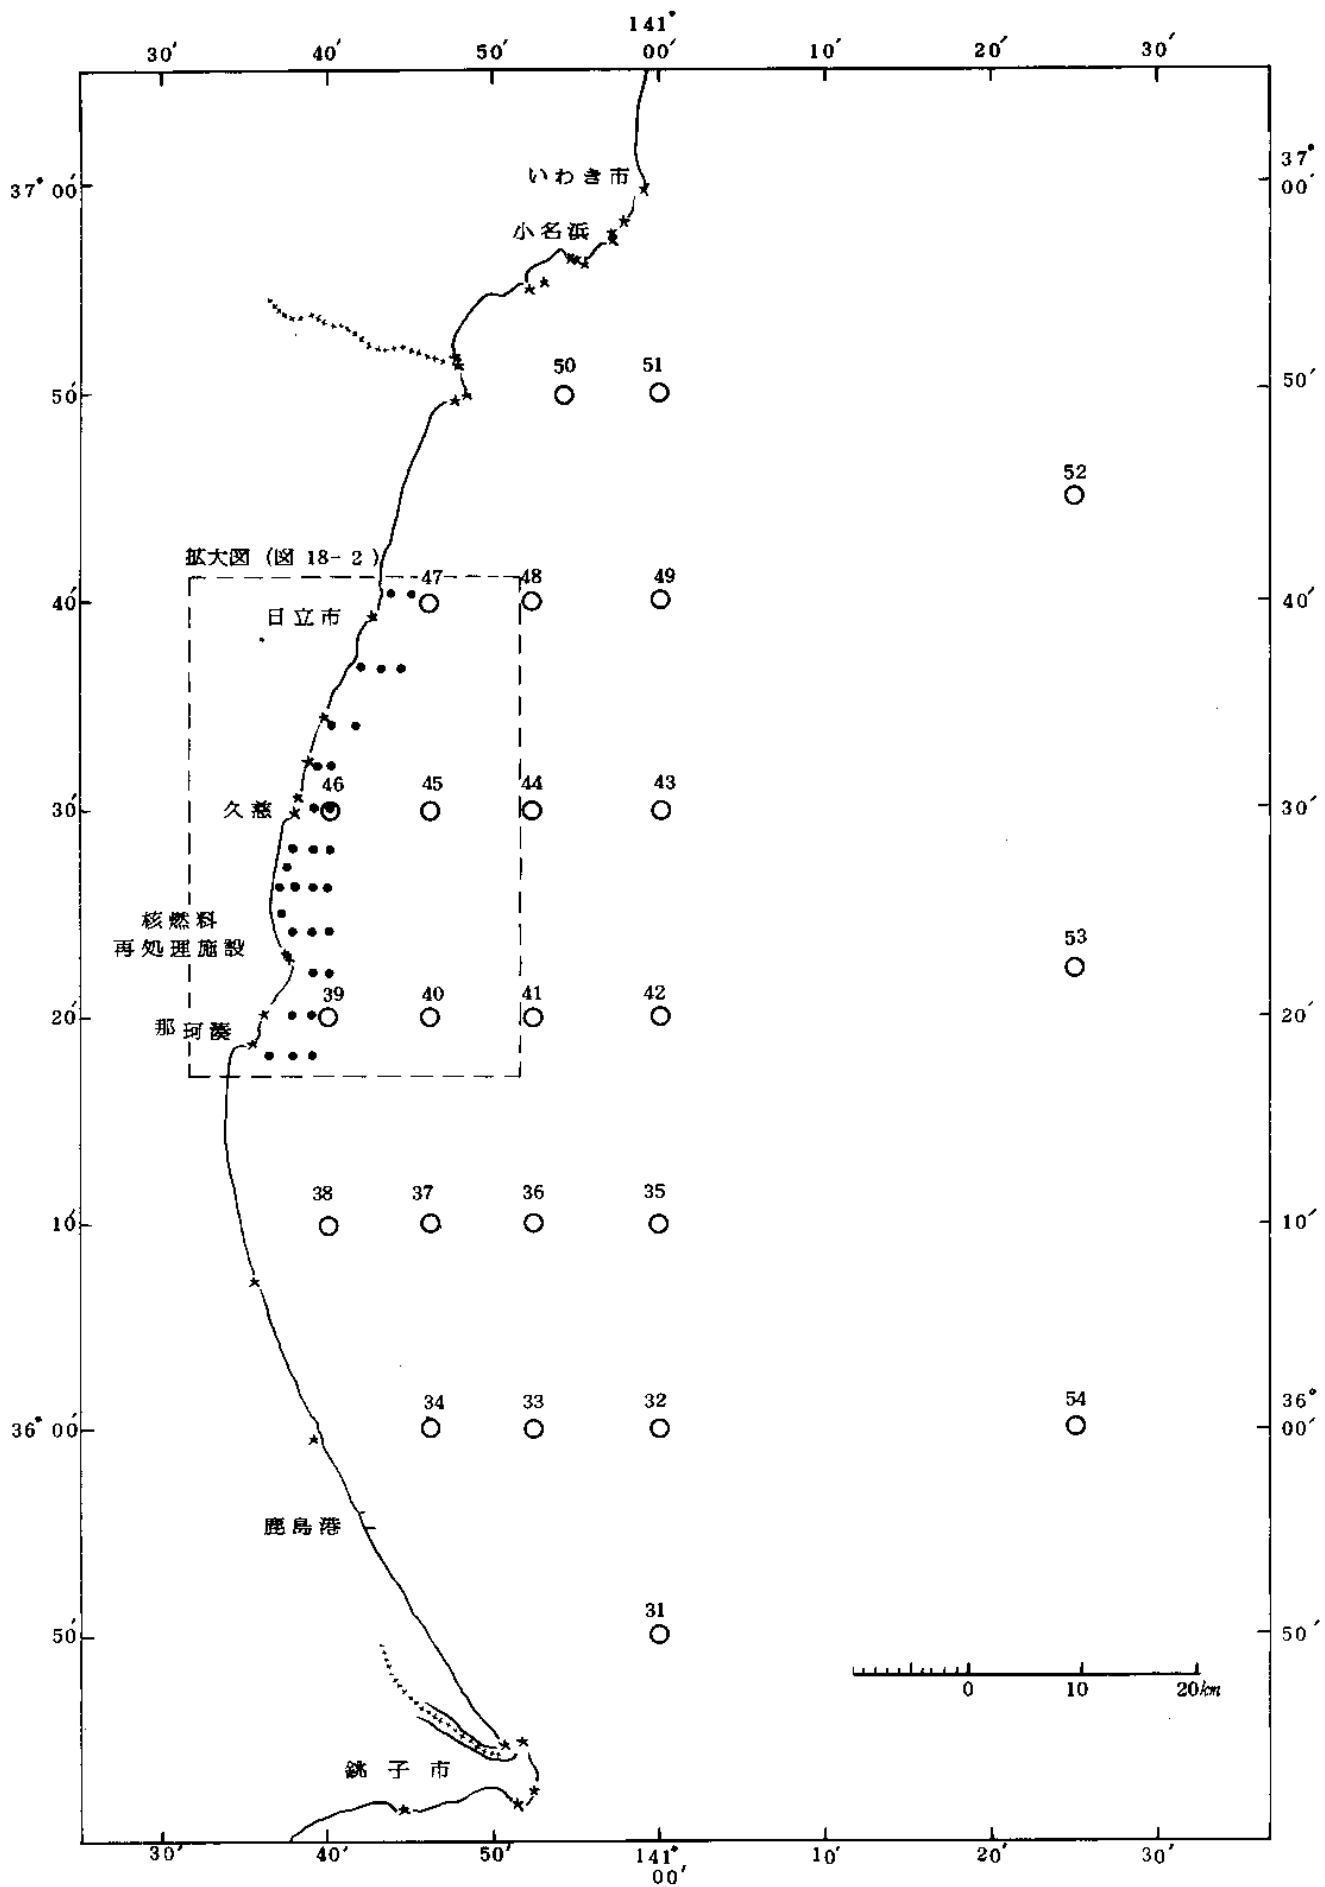 141°
30′ 40′ 50′ 00′ 10′ 20′ 30′
いわき市
37° 00′
37° 00′
小名浜
50 51
50′
50′
52
拡大図 (図 18-2)
47 48 49
40′
40′
日立市
46 45 44 43
久慈
30′
30′
核燃料
再処理施設
53
39 40 41 42
那珂湊
20′
20′
38 37 36 35
10′
10′
34 33 32 54
36° 00′
36° 00′
鹿島港
31
50′
50′
0 10 20km
銚子市
30′ 40′ 50′ 141° 00′ 10′ 20′ 30′